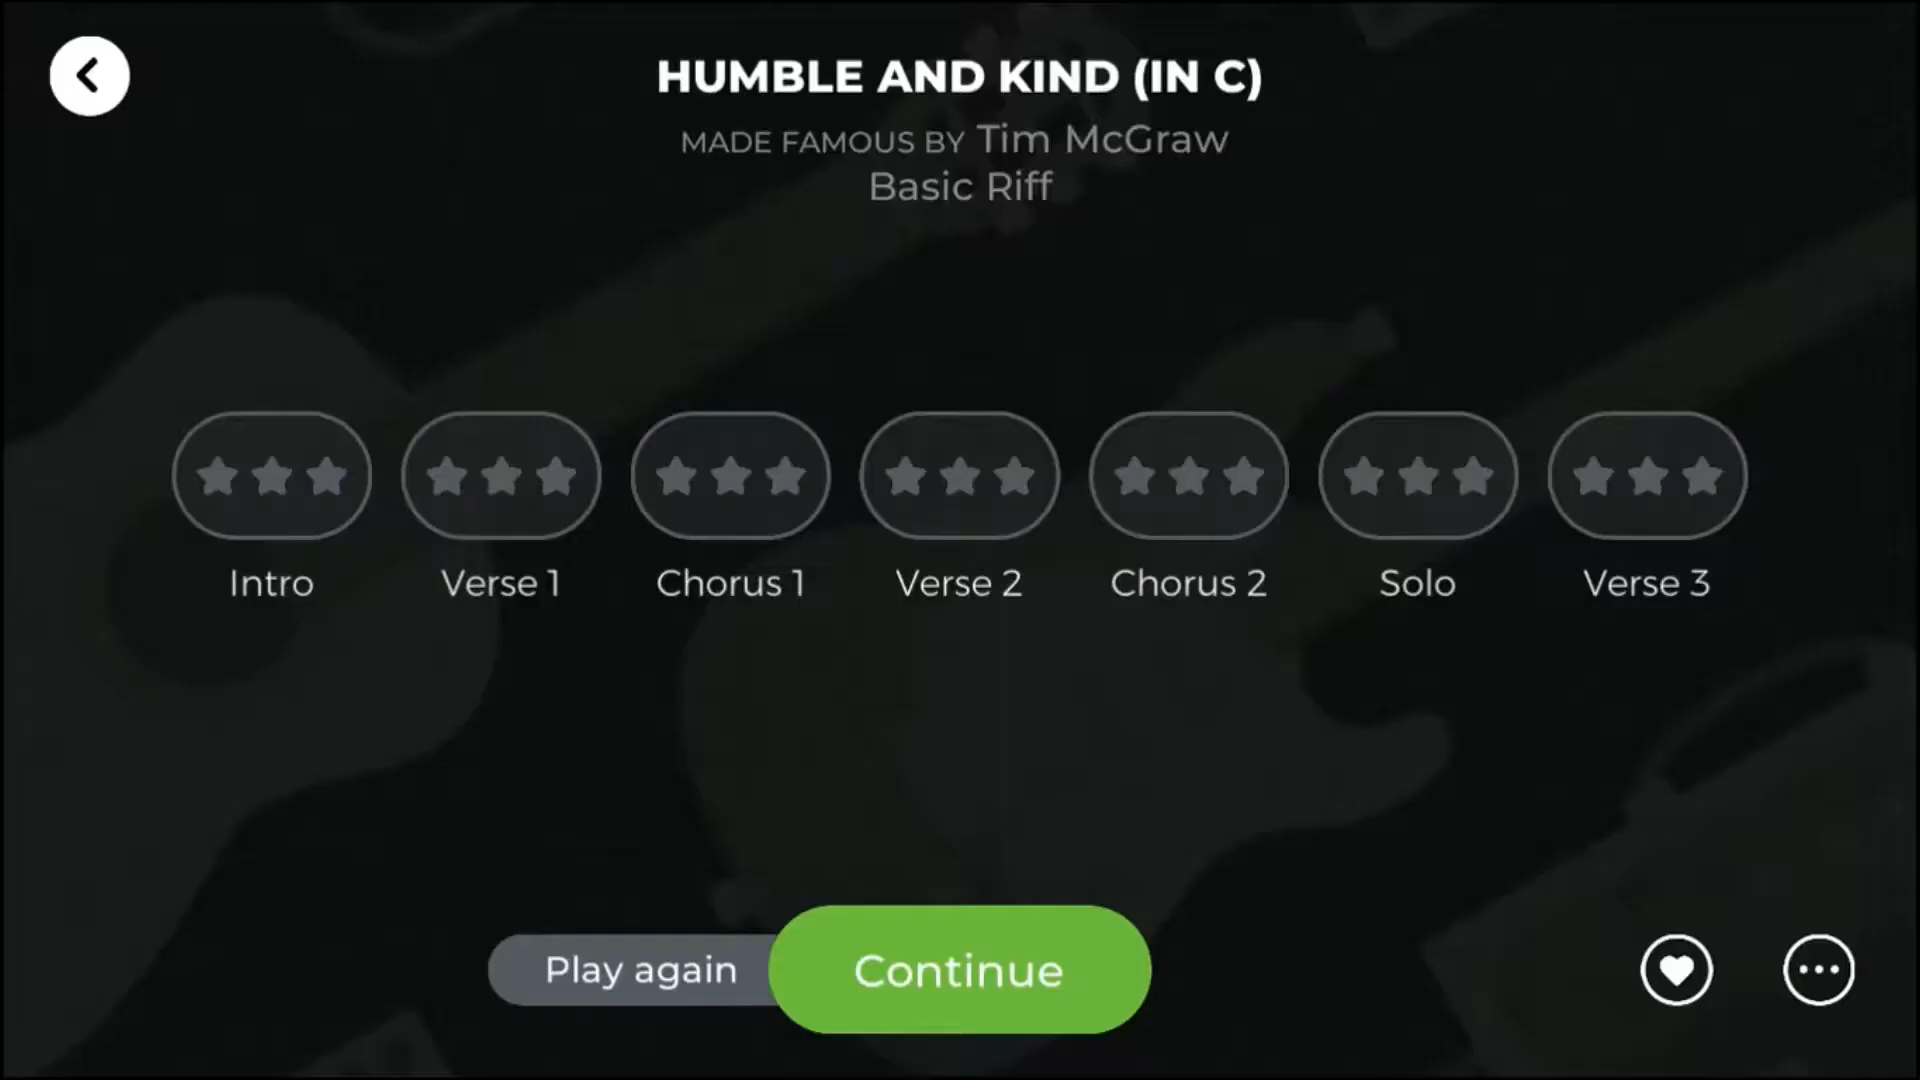 HUMBLE AND KIND (IN C)
MADE FAMOUS BY Tim McGraw
Basic Riff
Intro
Verse 1
Chorus 1
Verse 2
Chorus 2
Solo
Verse 3
Play again
Continue